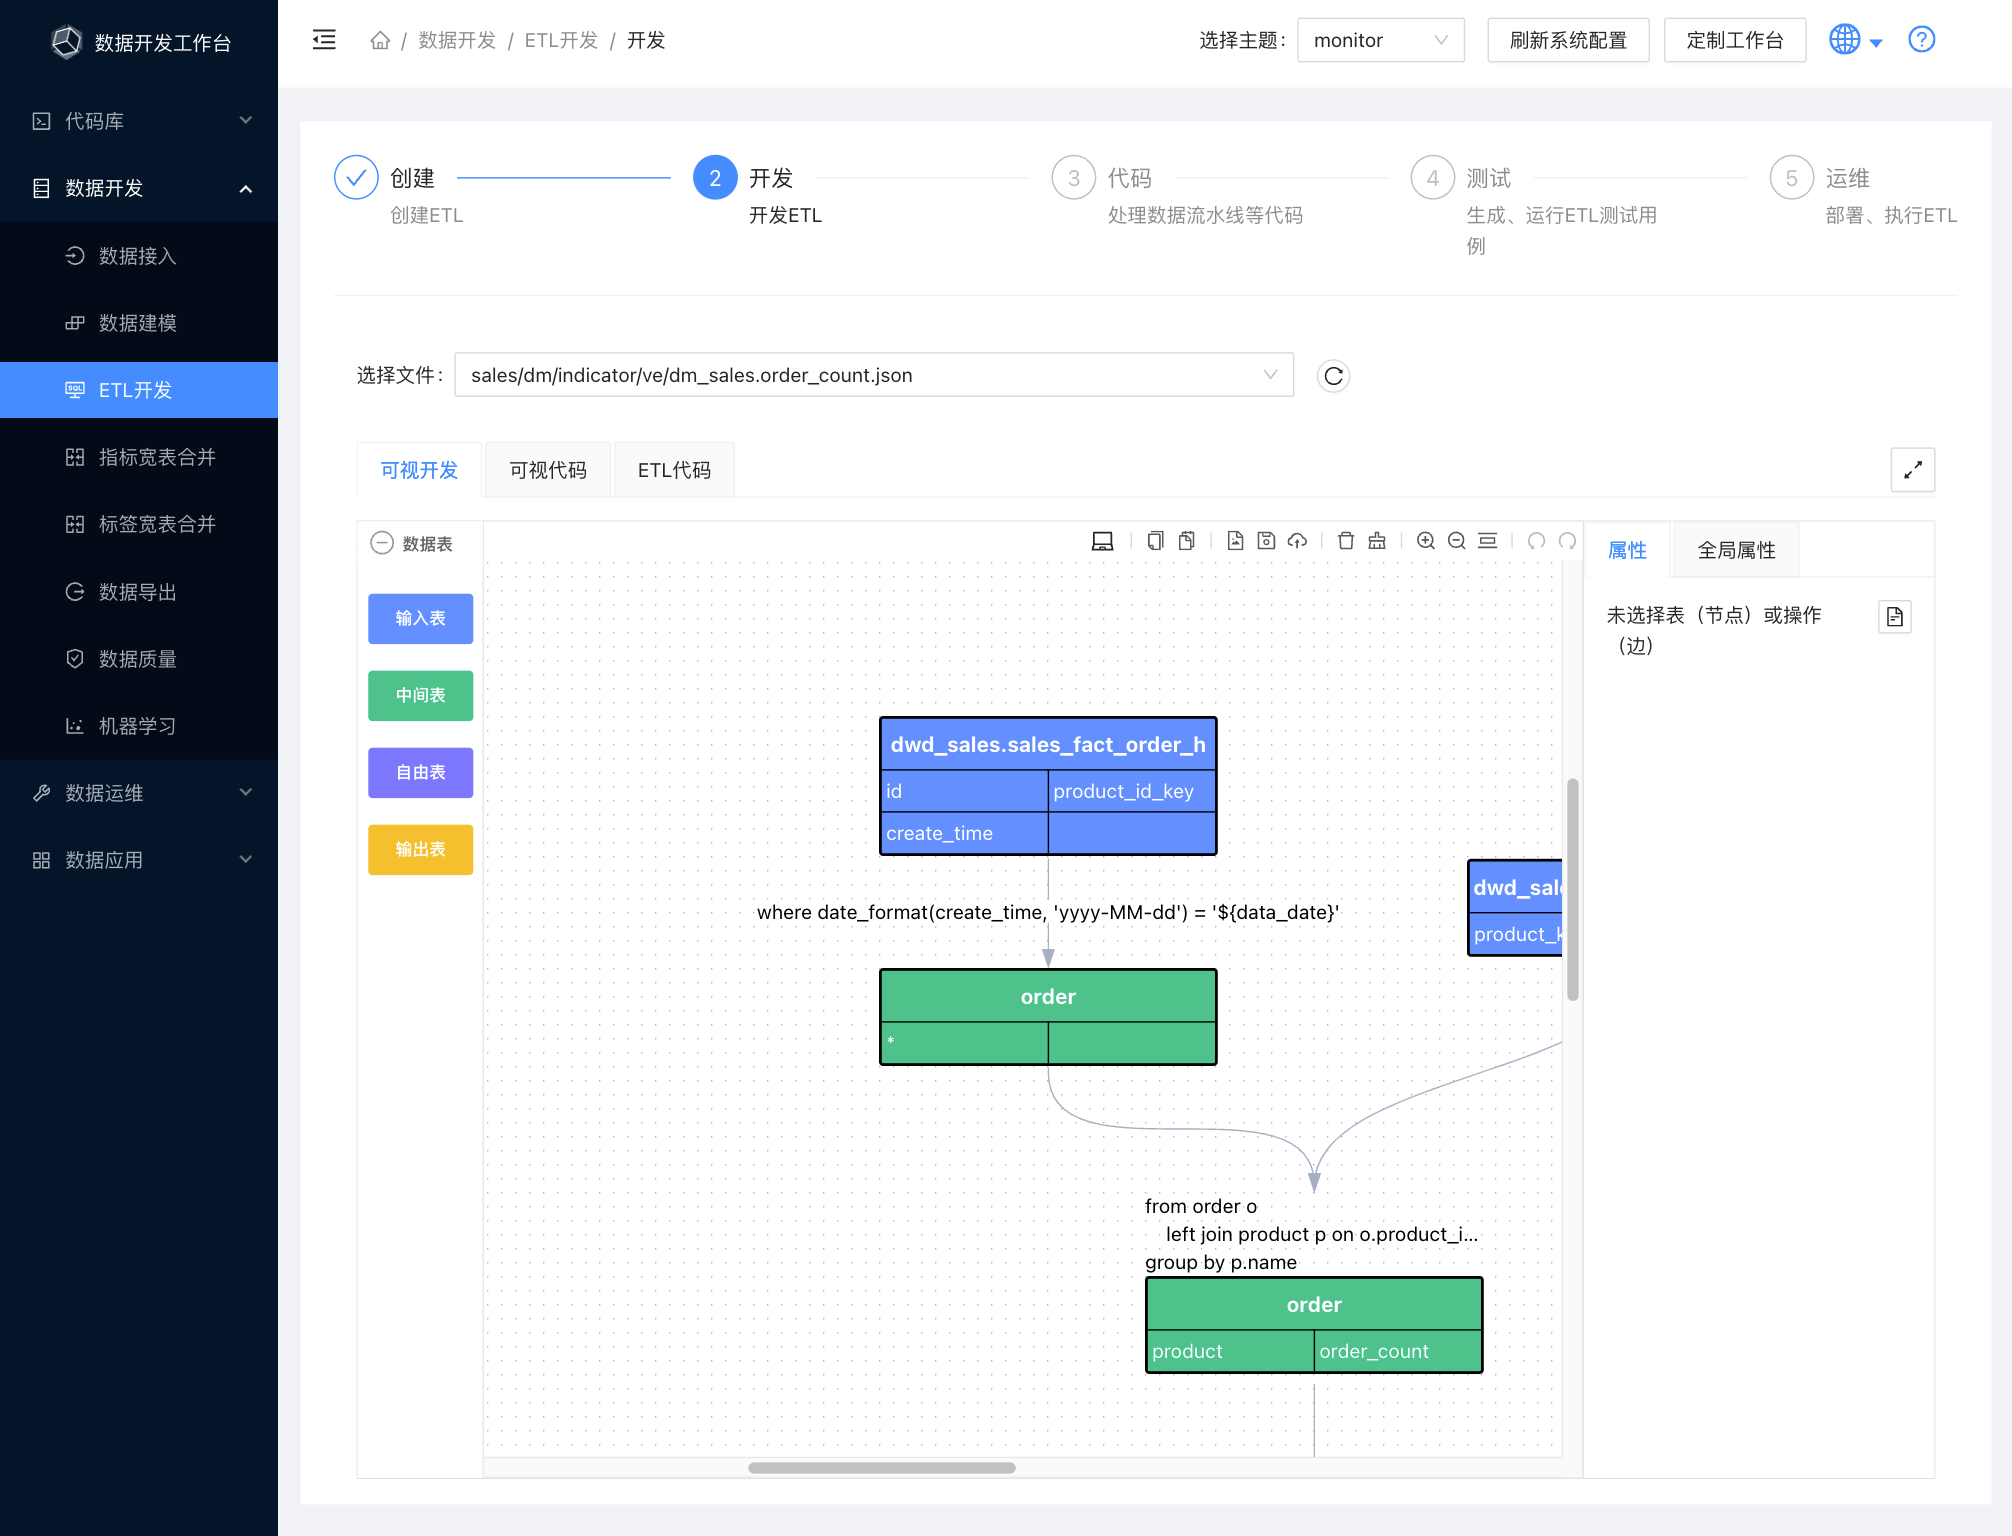 数据开发工作台
代码库
数据开发
数据接入
数据建模
ETL开发
指标宽表合并
标签宽表合并
数据导出
数据质量
机器学习
数据运维
数据应用
/ 数据开发 / ETL开发 / 开发
选择主题： monitor
刷新系统配置
定制工作台
创建
创建ETL
2 开发
开发ETL
3 代码
处理数据流水线等代码
4 测试
生成、运行ETL测试用
例
5 运维
部署、执行ETL
选择文件： sales/dm/indicator/ve/dm_sales.order_count.json
可视开发
可视代码
ETL代码
数据表
输入表
中间表
自由表
输出表
dwd_sales.sales_fact_order_h
id product_id_key
create_time
where date_format(create_time, 'yyyy-MM-dd') = '${data_date}'
order
*
dwd_sale
product_k
from order o
left join product p on o.product_i...
group by p.name
order
product order_count
属性
全局属性
未选择表（节点）或操作
（边）